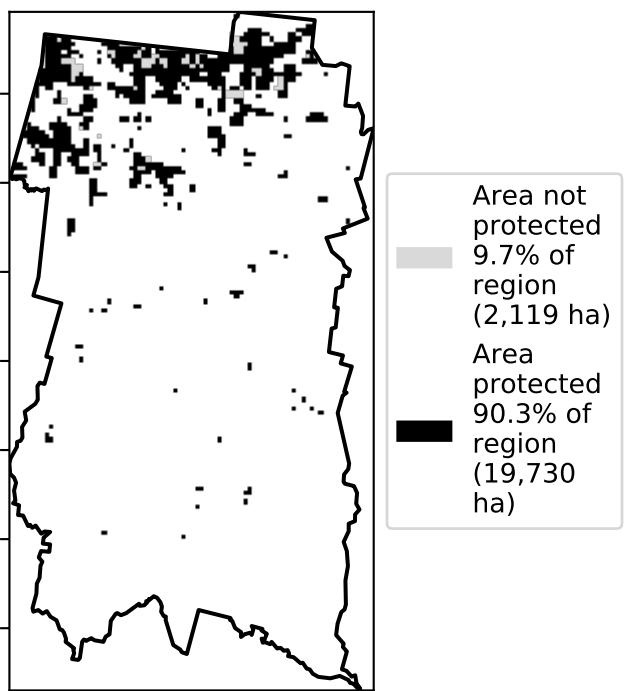 Area not
protected
9.7% of
region
(2,119 ha)
Area
protected
90.3% of
region
(19,730
ha)